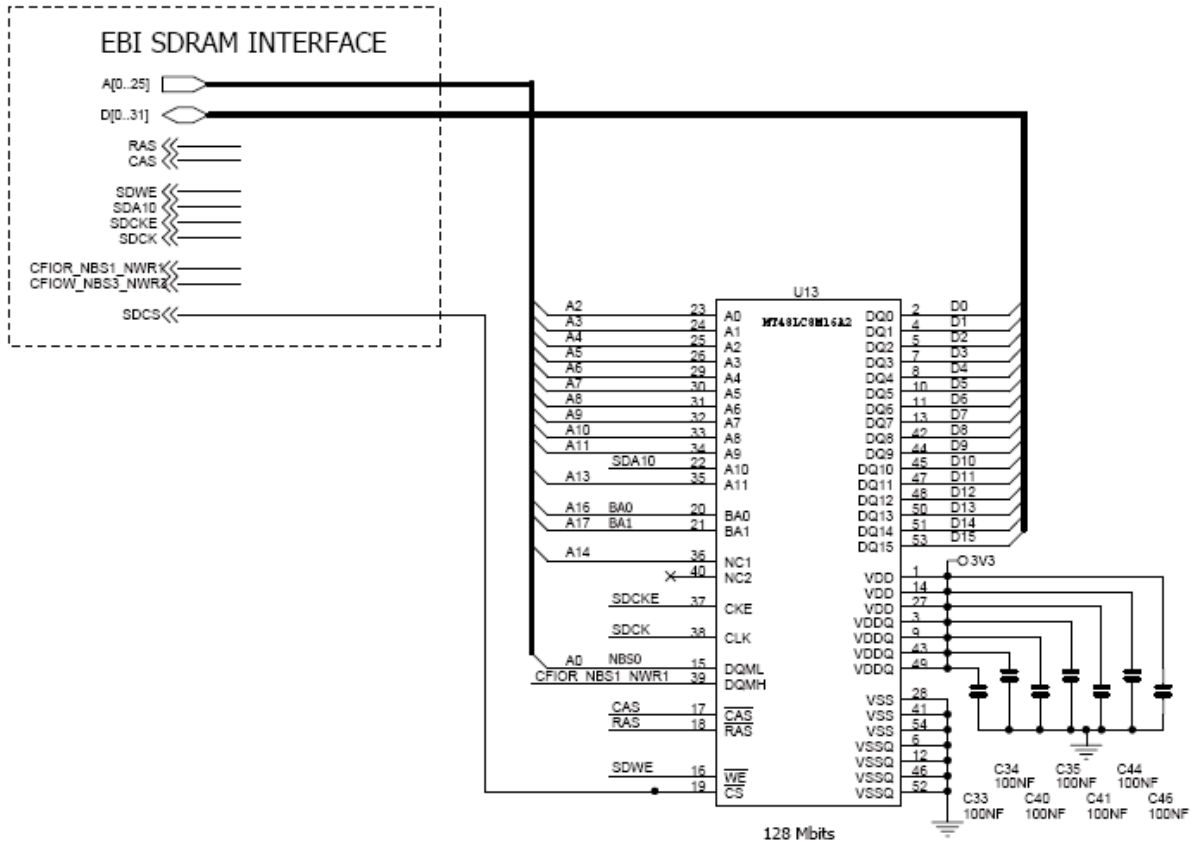 EBI SDRAM INTERFACE
A[0..25]
D[0..31]
RAS
CAS
SDWE
SDA10
SDCKE
SDCK
CFIOR_NBS1_NWR1
CFIOW_NBS3_NWR3
SDCS
U13
MT48LC8M16A2
A2 23 A0 DQ0 2 D0
A3 24 A1 DQ1 4 D1
A4 25 A2 DQ2 5 D2
A5 26 A3 DQ3 7 D3
A6 29 A4 DQ4 8 D4
A7 30 A5 DQ5 10 D5
A8 31 A6 DQ6 11 D6
A9 32 A7 DQ7 13 D7
A10 33 A8 DQ8 42 D8
A11 34 A9 DQ9 44 D9
SDA10 22 A10 DQ10 45 D10
A13 35 A11 DQ11 47 D11
DQ12 48 D12
A16 BA0 20 BA0 DQ13 50 D13
A17 BA1 21 BA1 DQ14 51 D14
DQ15 53 D15
A14 36 NC1
3V3
40 NC2 VDD 1
VDD 14
SDCKE 37 CKE VDD 27
VDDQ 3
SDCK 38 CLK VDDQ 9
VDDQ 43
A0 NBS0 15 DQML VDDQ 49
CFIOR_NBS1_NWR1 39 DQMH
VSS 28
CAS 17 CAS VSS 41
RAS 18 RAS VSS 54
VSSQ 6
VSSQ 12
SDWE 16 WE VSSQ 46
19 CS VSSQ 52
C34 100NF
C35 100NF
C44 100NF
C33 100NF
C40 100NF
C41 100NF
C46 100NF
128 Mbits